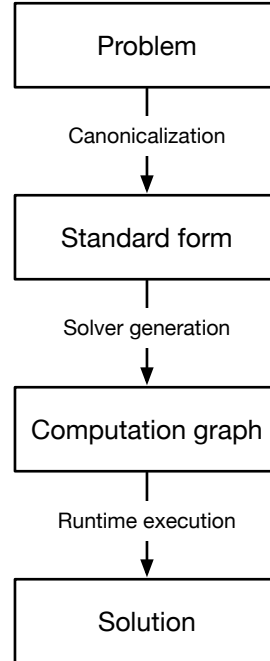 Problem
Canonicalization
Standard form
Solver generation
Computation graph
Runtime execution
Solution